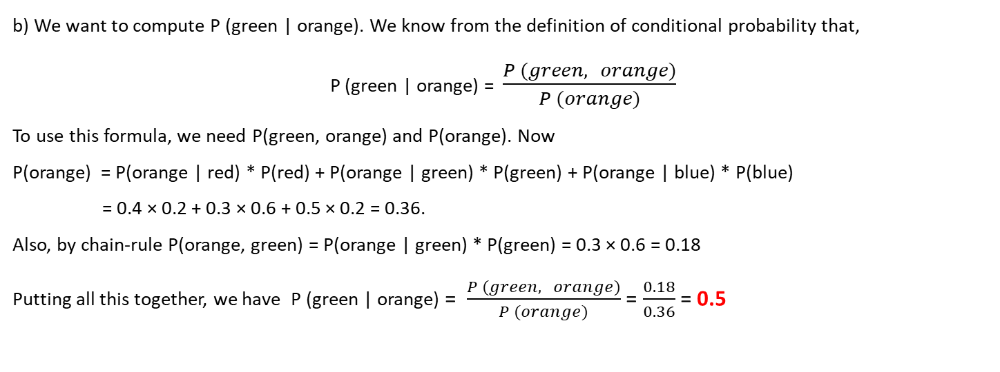 b) We want to compute P (green | orange). We know from the definition of conditional probability that,
P (green | orange) = P (green, orange) / P (orange)
To use this formula, we need P(green, orange) and P(orange). Now
P(orange) = P(orange | red) * P(red) + P(orange | green) * P(green) + P(orange | blue) * P(blue)
= 0.4 × 0.2 + 0.3 × 0.6 + 0.5 × 0.2 = 0.36.
Also, by chain-rule P(orange, green) = P(orange | green) * P(green) = 0.3 × 0.6 = 0.18
Putting all this together, we have P (green | orange) = P (green, orange) / P (orange) = 0.18 / 0.36 = 0.5